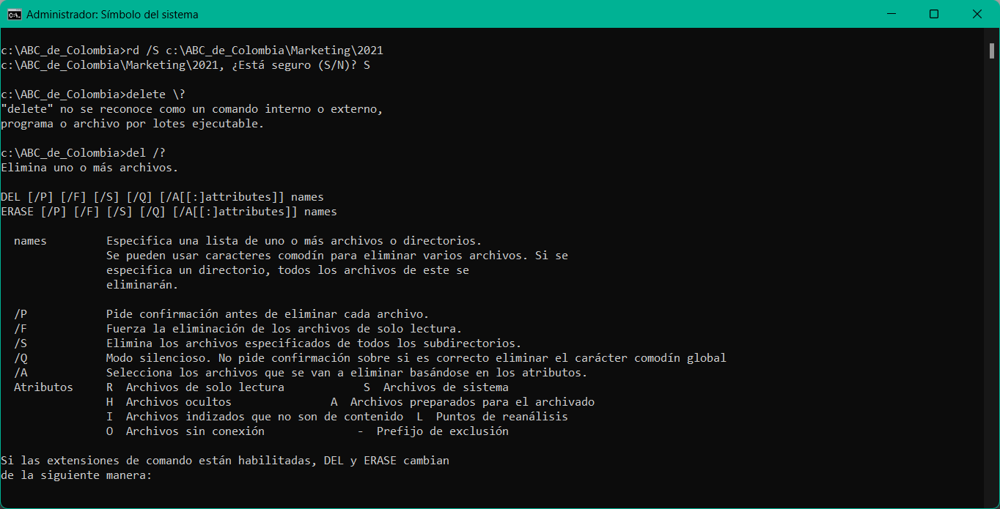 Administrador: Símbolo del sistema
c:\ABC_de_Colombia>rd /S c:\ABC_de_Colombia\Marketing\2021
c:\ABC_de_Colombia\Marketing\2021, ¿Está seguro (S/N)? S
c:\ABC_de_Colombia>delete \?
"delete" no se reconoce como un comando interno o externo,
programa o archivo por lotes ejecutable.
c:\ABC_de_Colombia>del /?
Elimina uno o más archivos.
DEL [/P] [/F] [/S] [/Q] [/A[[:]attributes]] names
ERASE [/P] [/F] [/S] [/Q] [/A[[:]attributes]] names
names Especifica una lista de uno o más archivos o directorios.
Se pueden usar caracteres comodín para eliminar varios archivos. Si se
especifica un directorio, todos los archivos de este se
eliminarán.
/P Pide confirmación antes de eliminar cada archivo.
/F Fuerza la eliminación de los archivos de solo lectura.
/S Elimina los archivos especificados de todos los subdirectorios.
/Q Modo silencioso. No pide confirmación sobre si es correcto eliminar el carácter comodín global
/A Selecciona los archivos que se van a eliminar basándose en los atributos.
Atributos R Archivos de solo lectura S Archivos de sistema
H Archivos ocultos A Archivos preparados para el archivado
I Archivos indizados que no son de contenido L Puntos de reanálisis
O Archivos sin conexión - Prefijo de exclusión
Si las extensiones de comando están habilitadas, DEL y ERASE cambian
de la siguiente manera: